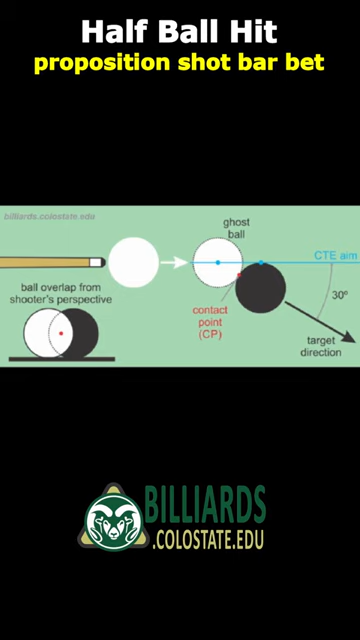 Half Ball Hit
proposition shot bar bet
billiards.colostate.edu
ghost
ball
CTE aim
ball overlap from
shooter's perspective
contact
point
(CP)
30º
target
direction
BILLIARDS
.COLOSTATE.EDU